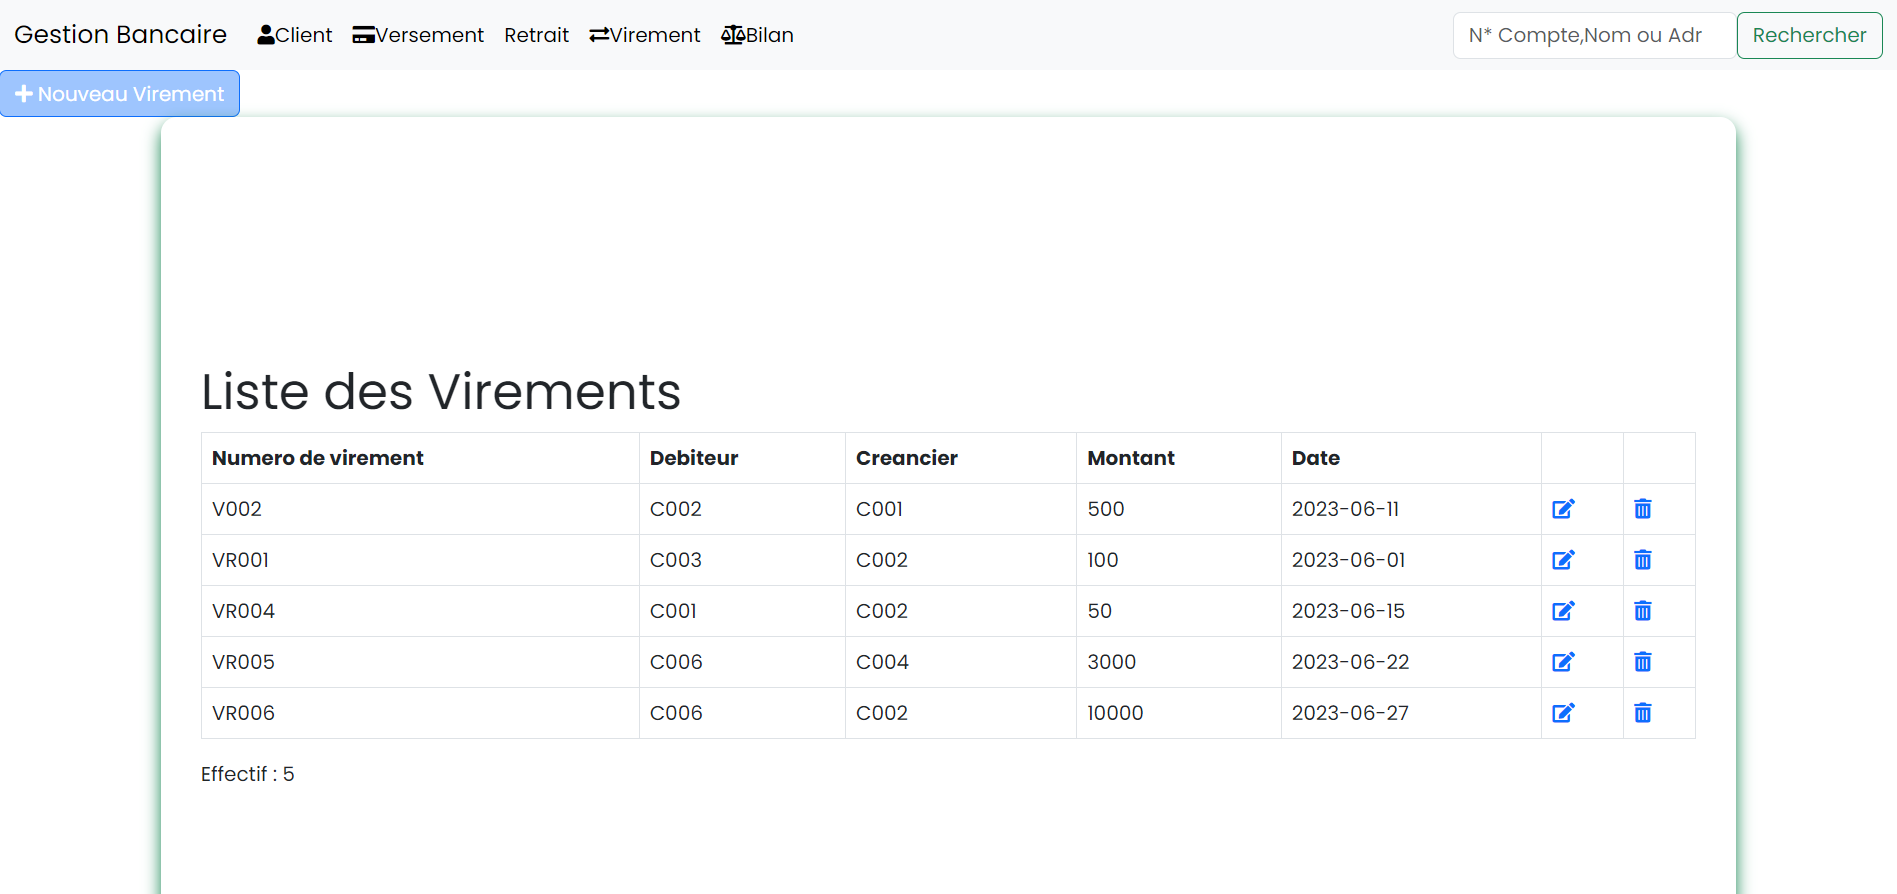 Gestion Bancaire Client Versement Retrait Virement Bilan N* Compte,Nom ou Adr Rechercher
Nouveau Virement
Liste des Virements
Numero de virement Debiteur Creancier Montant Date
V002 C002 C001 500 2023-06-11
VR001 C003 C002 100 2023-06-01
VR004 C001 C002 50 2023-06-15
VR005 C006 C004 3000 2023-06-22
VR006 C006 C002 10000 2023-06-27
Effectif : 5